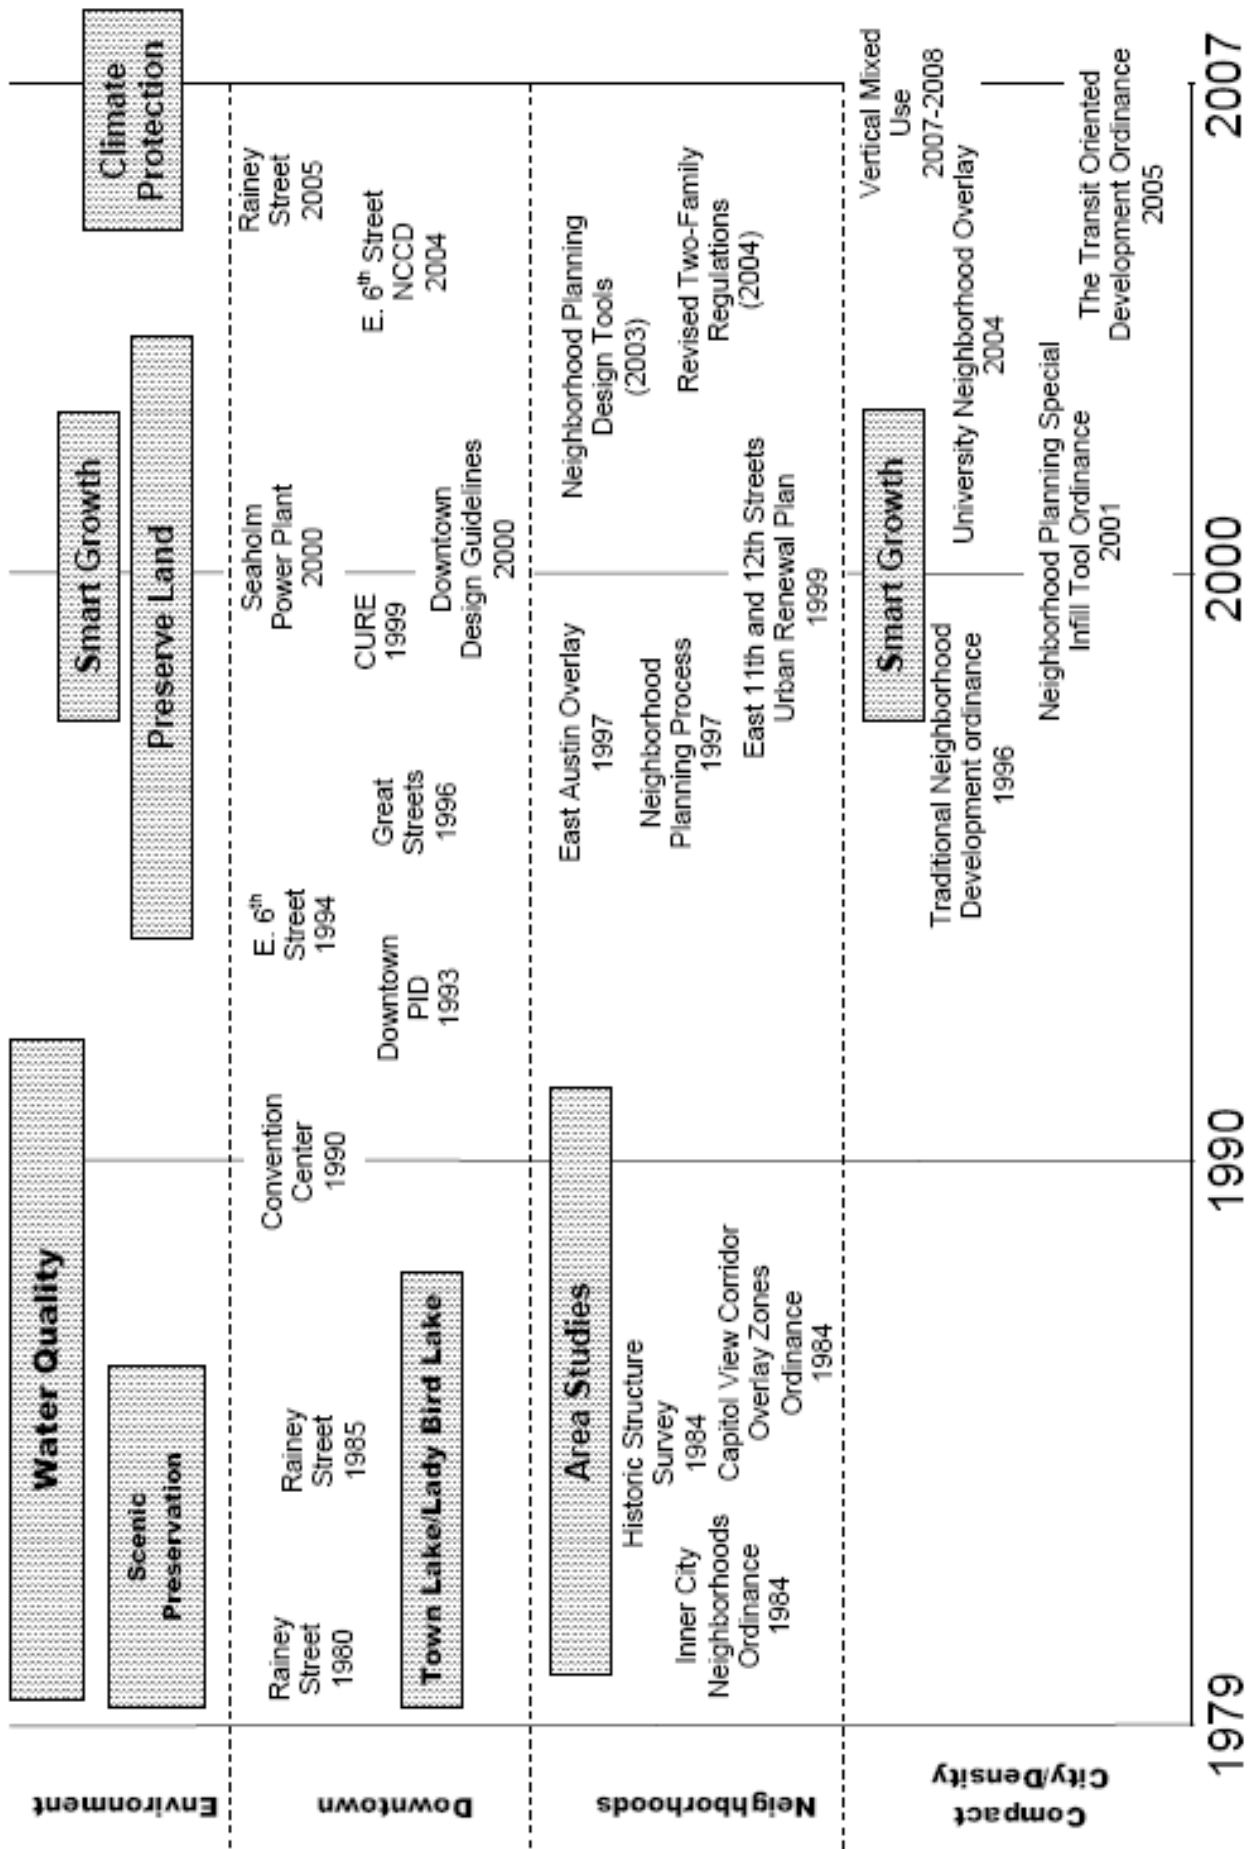 Environment
Water Quality
Scenic
Preservation
Smart Growth
Preserve Land
Climate
Protection
Downtown
Rainey
Street
1980
Rainey
Street
1985
Town Lake/Lady Bird Lake
Convention
Center
1990
Downtown
PID
1993
E. 6th
Street
1994
Great
Streets
1996
CURE
1999
Seaholm
Power Plant
2000
Downtown
Design Guidelines
2000
E. 6th Street
NCCD
2004
Rainey
Street
2005
Neighborhoods
Area Studies
Inner City
Neighborhoods
Ordinance
1984
Historic Structure
Survey
1984
Capitol View Corridor
Overlay Zones
Ordinance
1984
East Austin Overlay
1997
Neighborhood
Planning Process
1997
East 11th and 12th Streets
Urban Renewal Plan
1999
Neighborhood Planning
Design Tools
(2003)
Revised Two-Family
Regulations
(2004)
Compact
City/Density
Traditional Neighborhood
Development ordinance
1996
Smart Growth
Neighborhood Planning Special
Infill Tool Ordinance
2001
University Neighborhood Overlay
2004
The Transit Oriented
Development Ordinance
2005
Vertical Mixed
Use
2007-2008
1979
1990
2000
2007